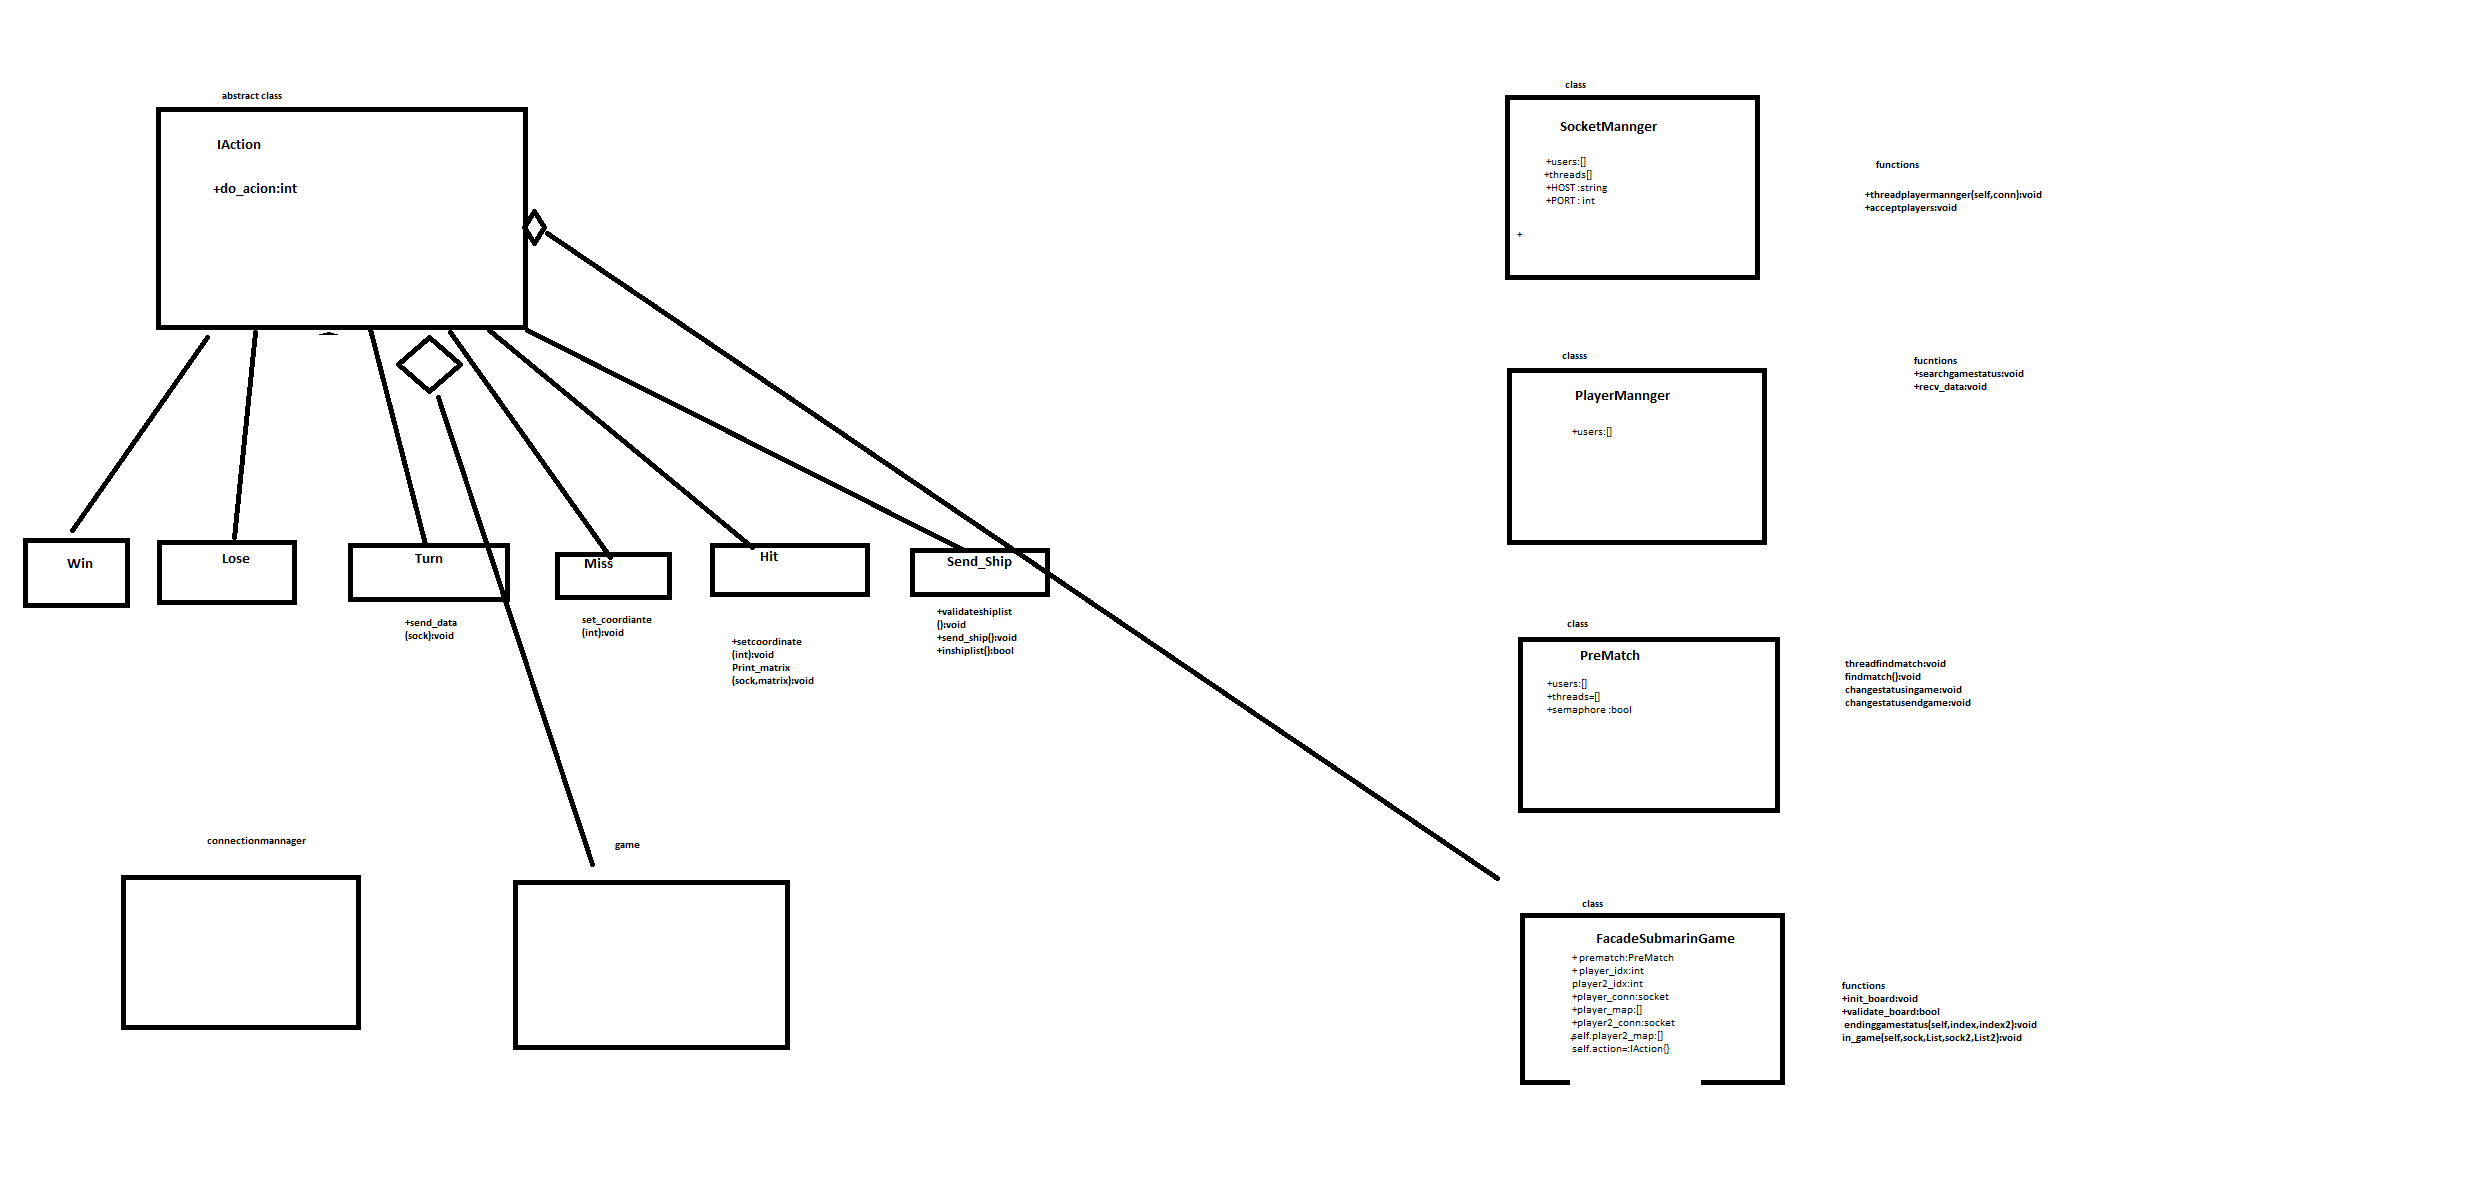 abstract class
IAction
+do_acion:int
Win
Lose
Turn
+send_data
(sock):void
Miss
set_coordiante
(int):void
Hit
+setcoordinate
(int):void
Print_matrix
(sock,matrix):void
Send_Ship
+validateshiplist
():void
+send_ship():void
+inshiplist():bool
connectionmannager
game
class
SocketMannger
+users:[]
+threads[]
+HOST :string
+PORT : int
+
functions
+threadplayermannger(self,conn):void
+acceptplayers:void
classs
PlayerMannger
+users:[]
fucntions
+searchgamestatus:void
+recv_data:void
class
PreMatch
+users:[]
+threads=[]
+semaphore :bool
threadfindmatch:void
findmatch():void
changestatusingame:void
changestatusendgame:void
class
FacadeSubmarinGame
+ prematch:PreMatch
+ player_idx:int
player2_idx:int
+player_conn:socket
+player_map:[]
+player2_conn:socket
+self.player2_map:[]
self.action=:IAction{}
functions
+init_board:void
+validate_board:bool
endinggamestatus(self,index,index2):void
in_game(self,sock,List,sock2,List2):void